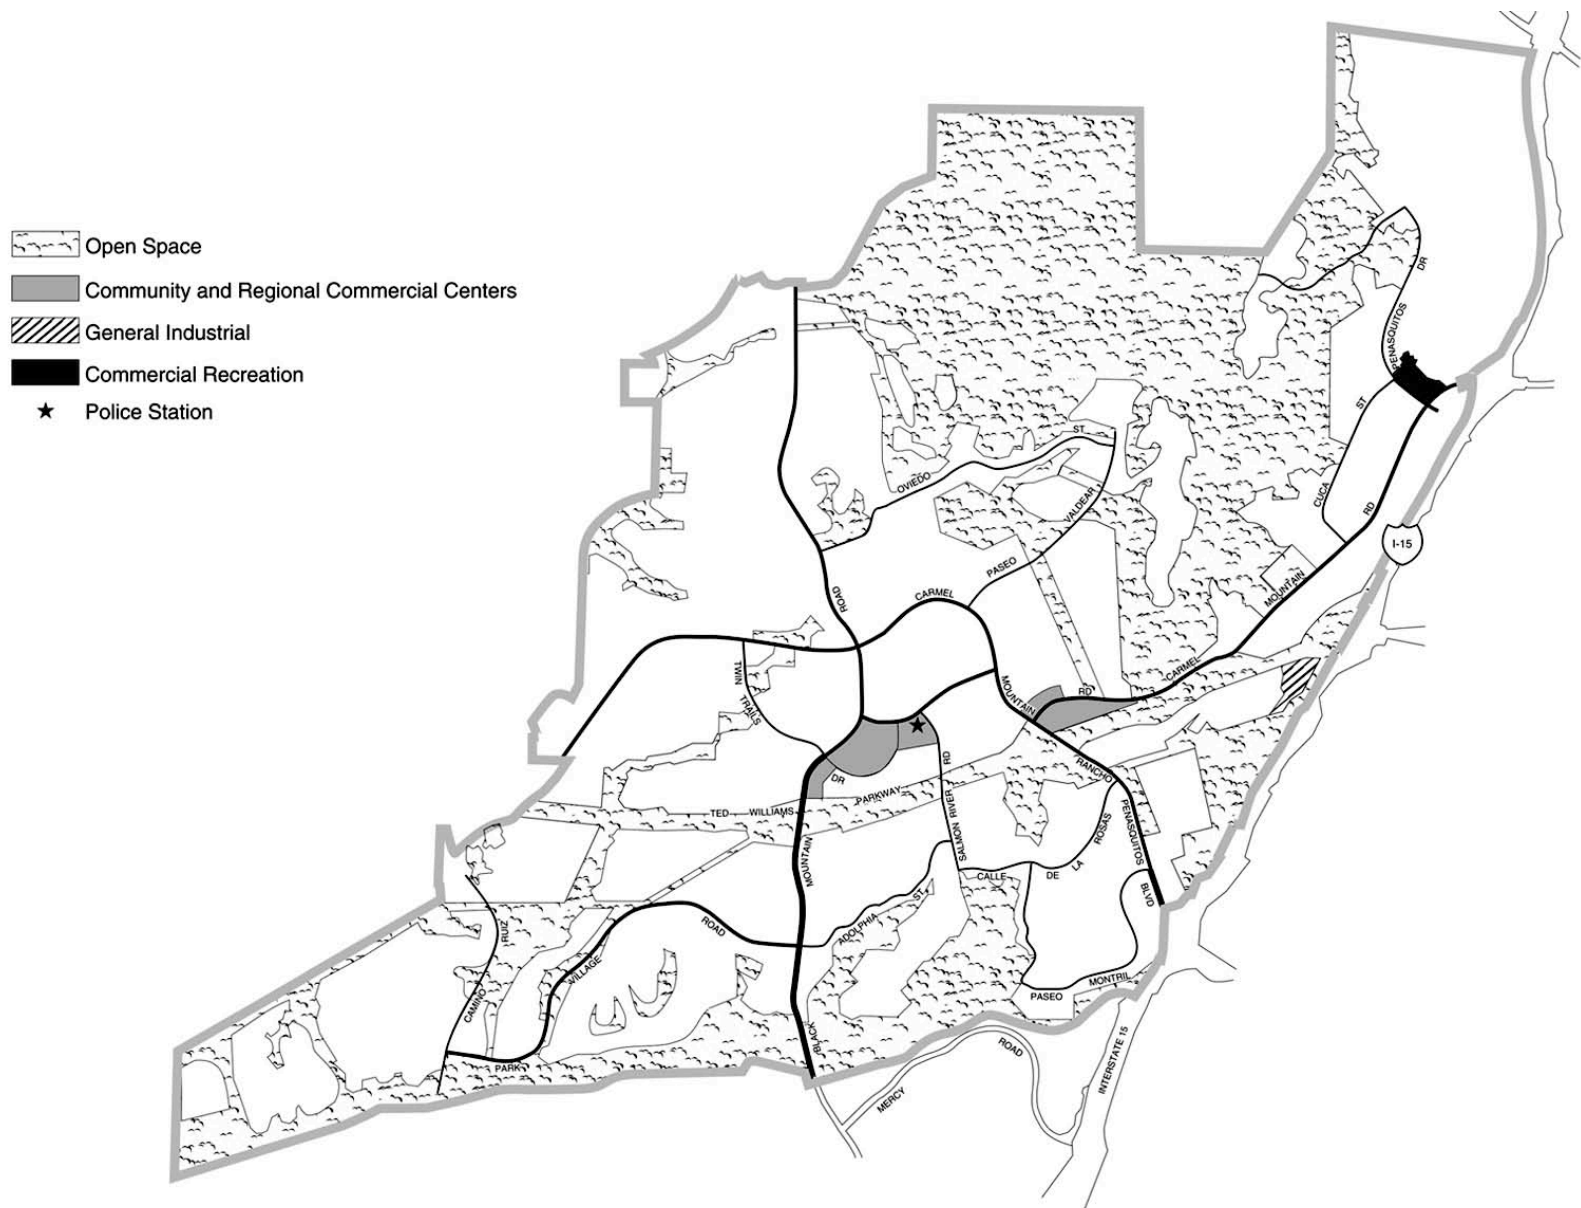 Open Space
Community and Regional Commercial Centers
General Industrial
Commercial Recreation
Police Station
DR
PENASQUITOS
ST
CUCA
RD
I-15
MOUNTAIN
CARMEL
RD
ST
OVIEDO
VALDEAR
PASEO
CARMEL
ROAD
MOUNTAIN
TWIN
TRAILS
DR
RD
RANCHO
PARKWAY
TED WILLIAMS
PENASQUITOS
BLVD
SALMON RIVER
ROSAS
LA
DE
CALLE
MOUNTAIN
ST
ADOLPHIA
ROAD
VILLAGE
RUIZ
CAMINO
PARK
BLACK
PASEO
MONTRIL
ROAD
MERCY
INTERSTATE 15